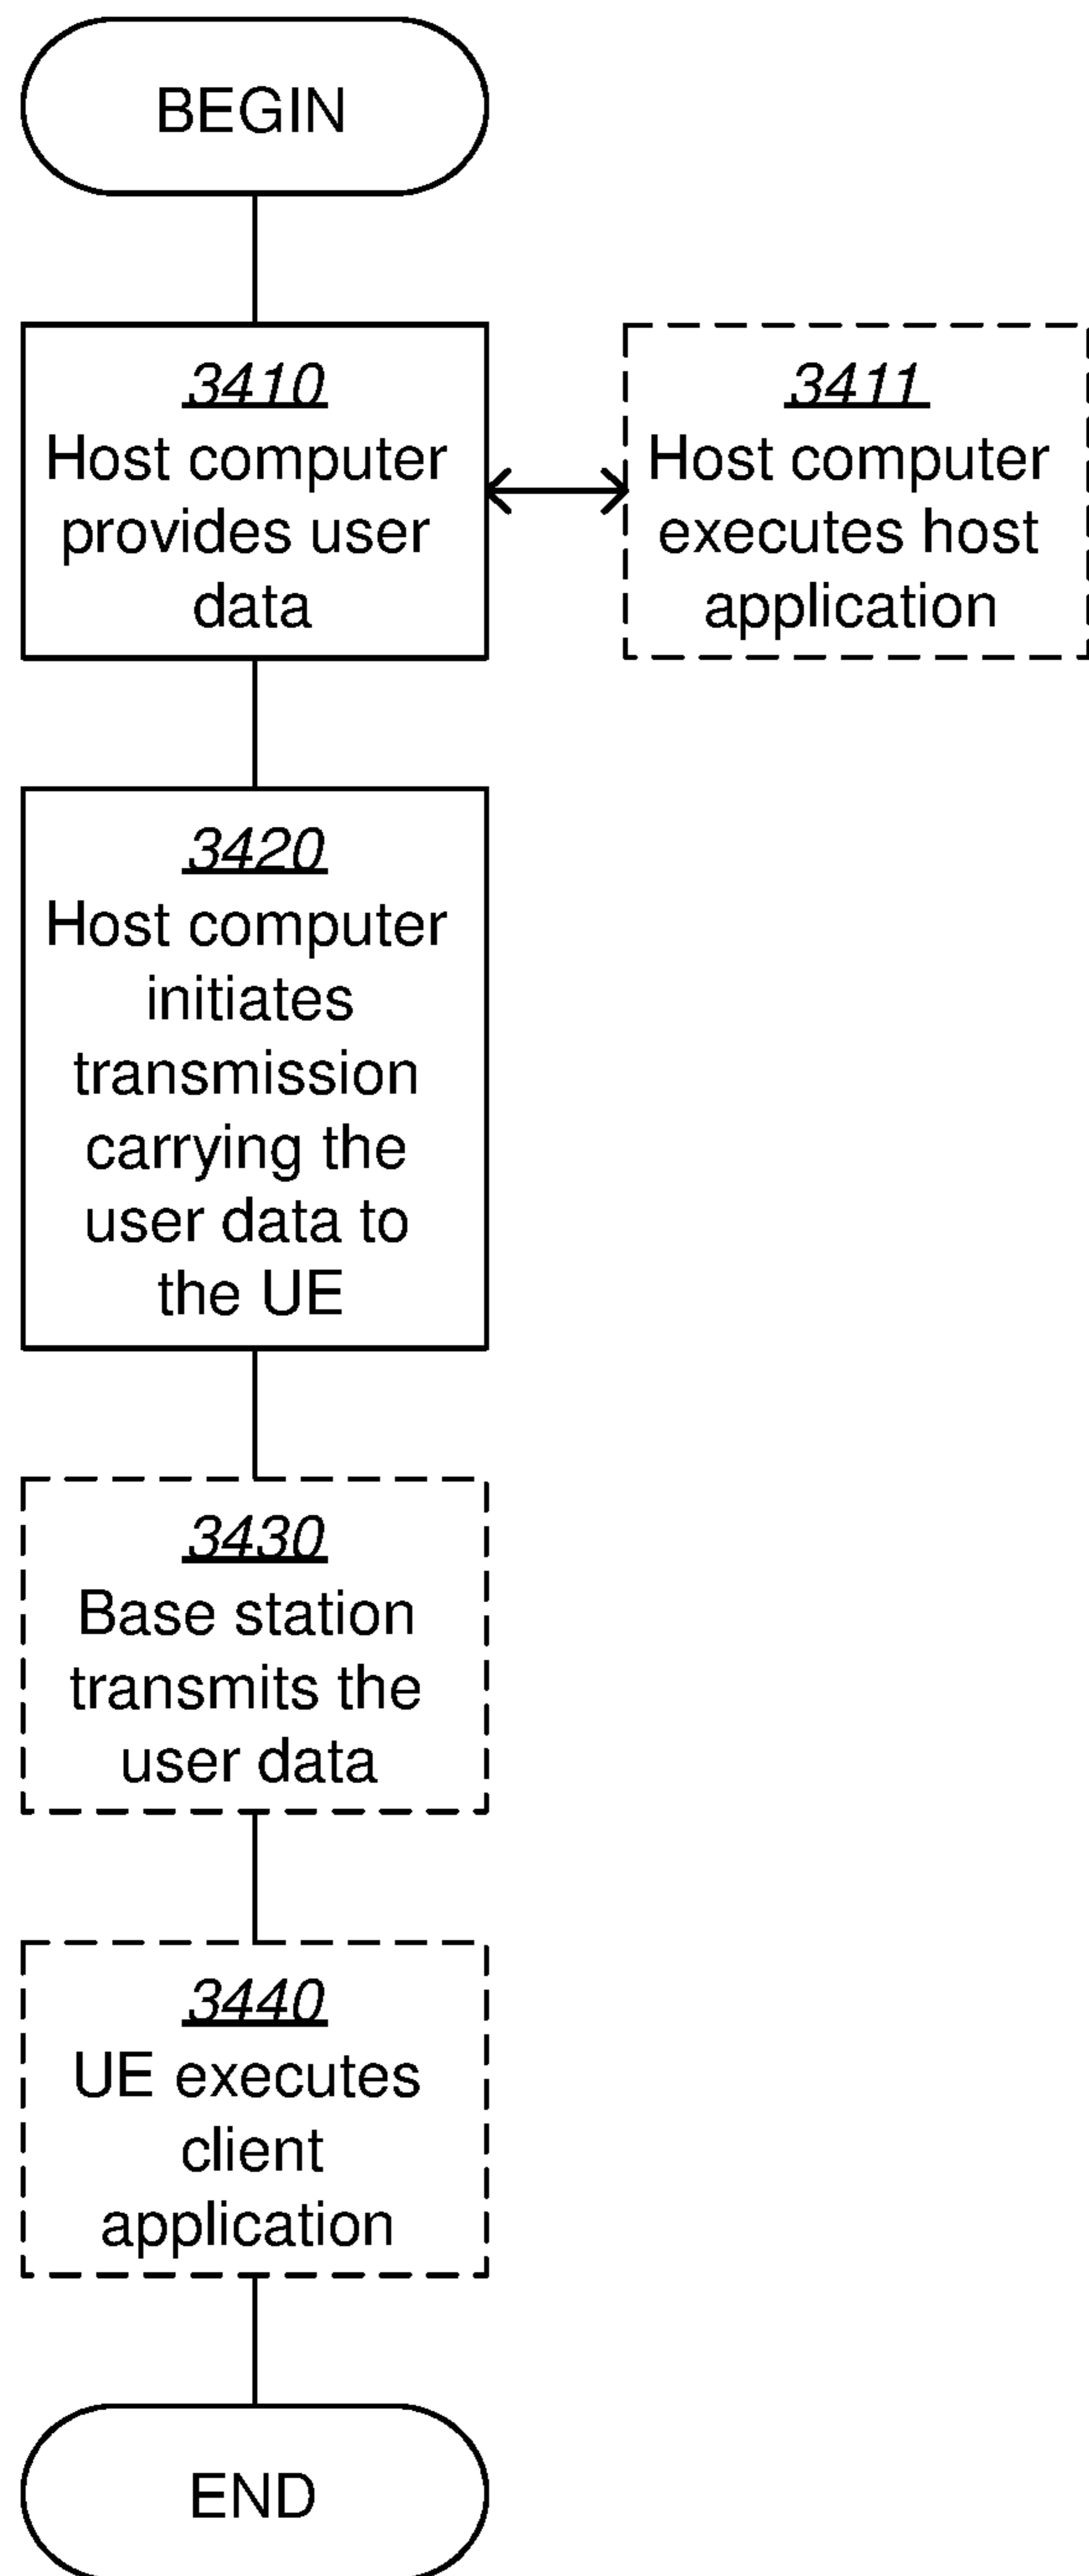 BEGIN
3410
Host computer
provides user
data
3411
Host computer
executes host
application
3420
Host computer
initiates
transmission
carrying the
user data to
the UE
3430
Base station
transmits the
user data
3440
UE executes
client
application
END